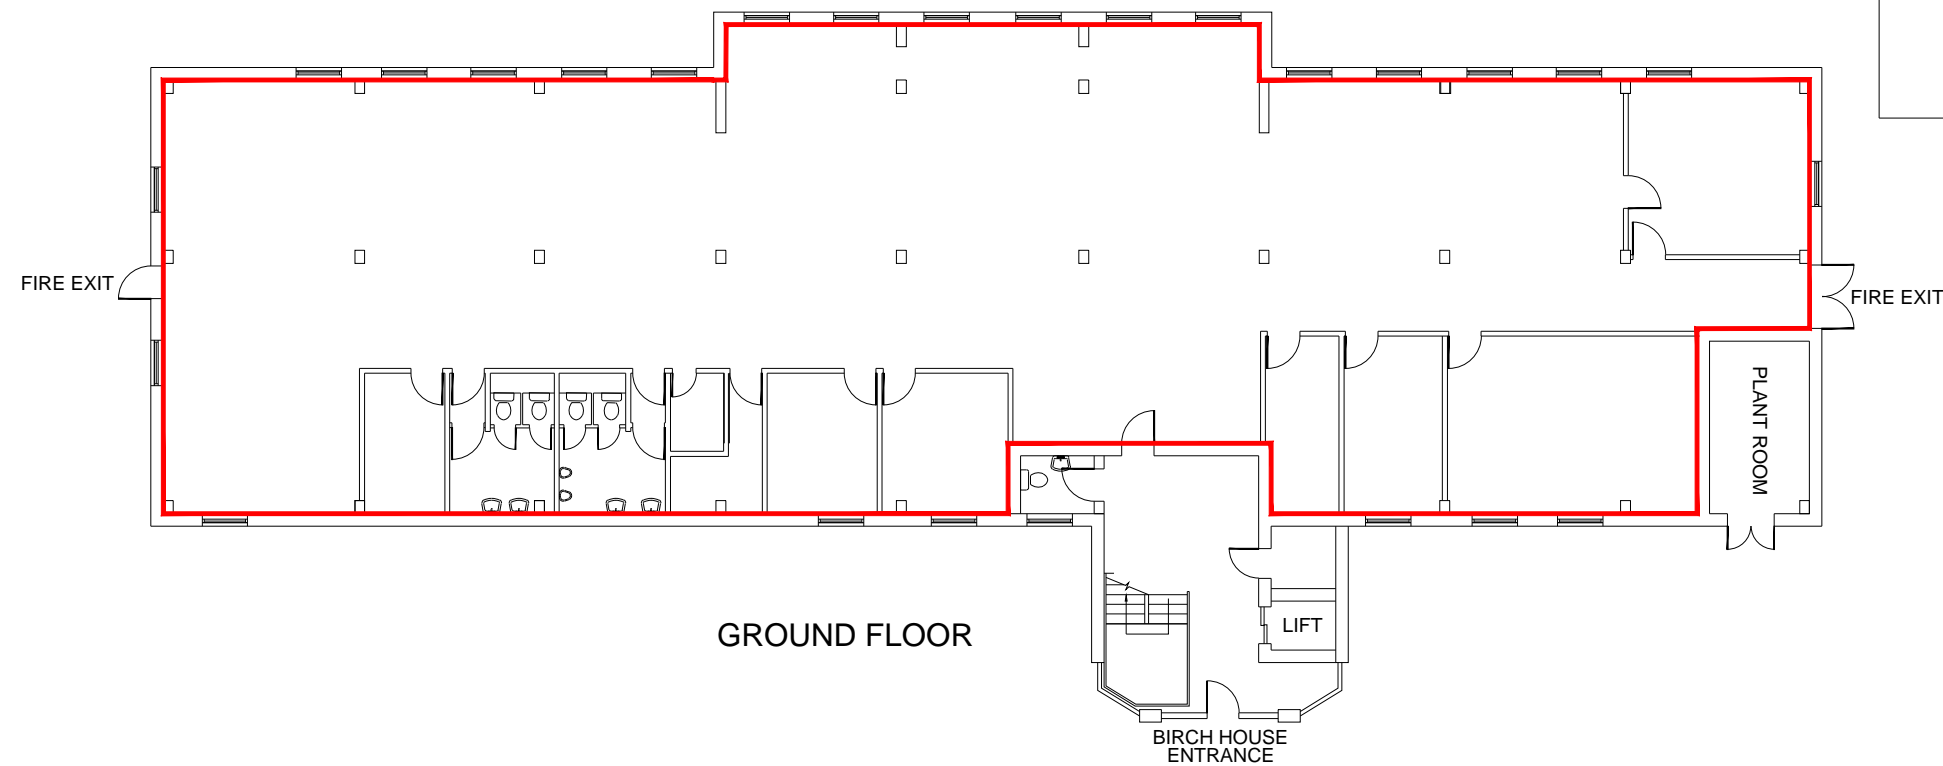 FIRE EXIT
FIRE EXIT
PLANT ROOM
GROUND FLOOR
LIFT
BIRCH HOUSE
ENTRANCE